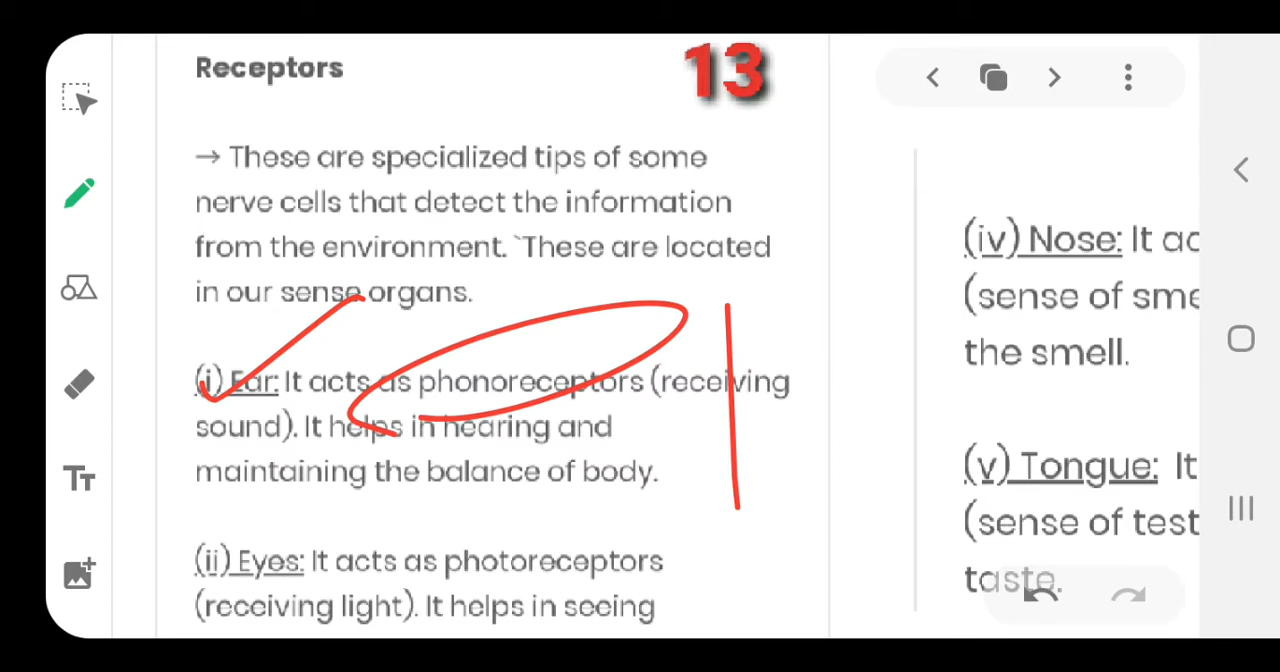 Receptors
13
→ These are specialized tips of some
nerve cells that detect the information
from the environment. `These are located
in our sense organs.
(i) Ear: It acts as phonoreceptors (receiving
sound). It helps in hearing and
maintaining the balance of body.
(ii) Eyes: It acts as photoreceptors
(receiving light). It helps in seeing
(iv) Nose: It
(sense of
the smell.
(v) Tongue: It
(sense of test
taste.
TT